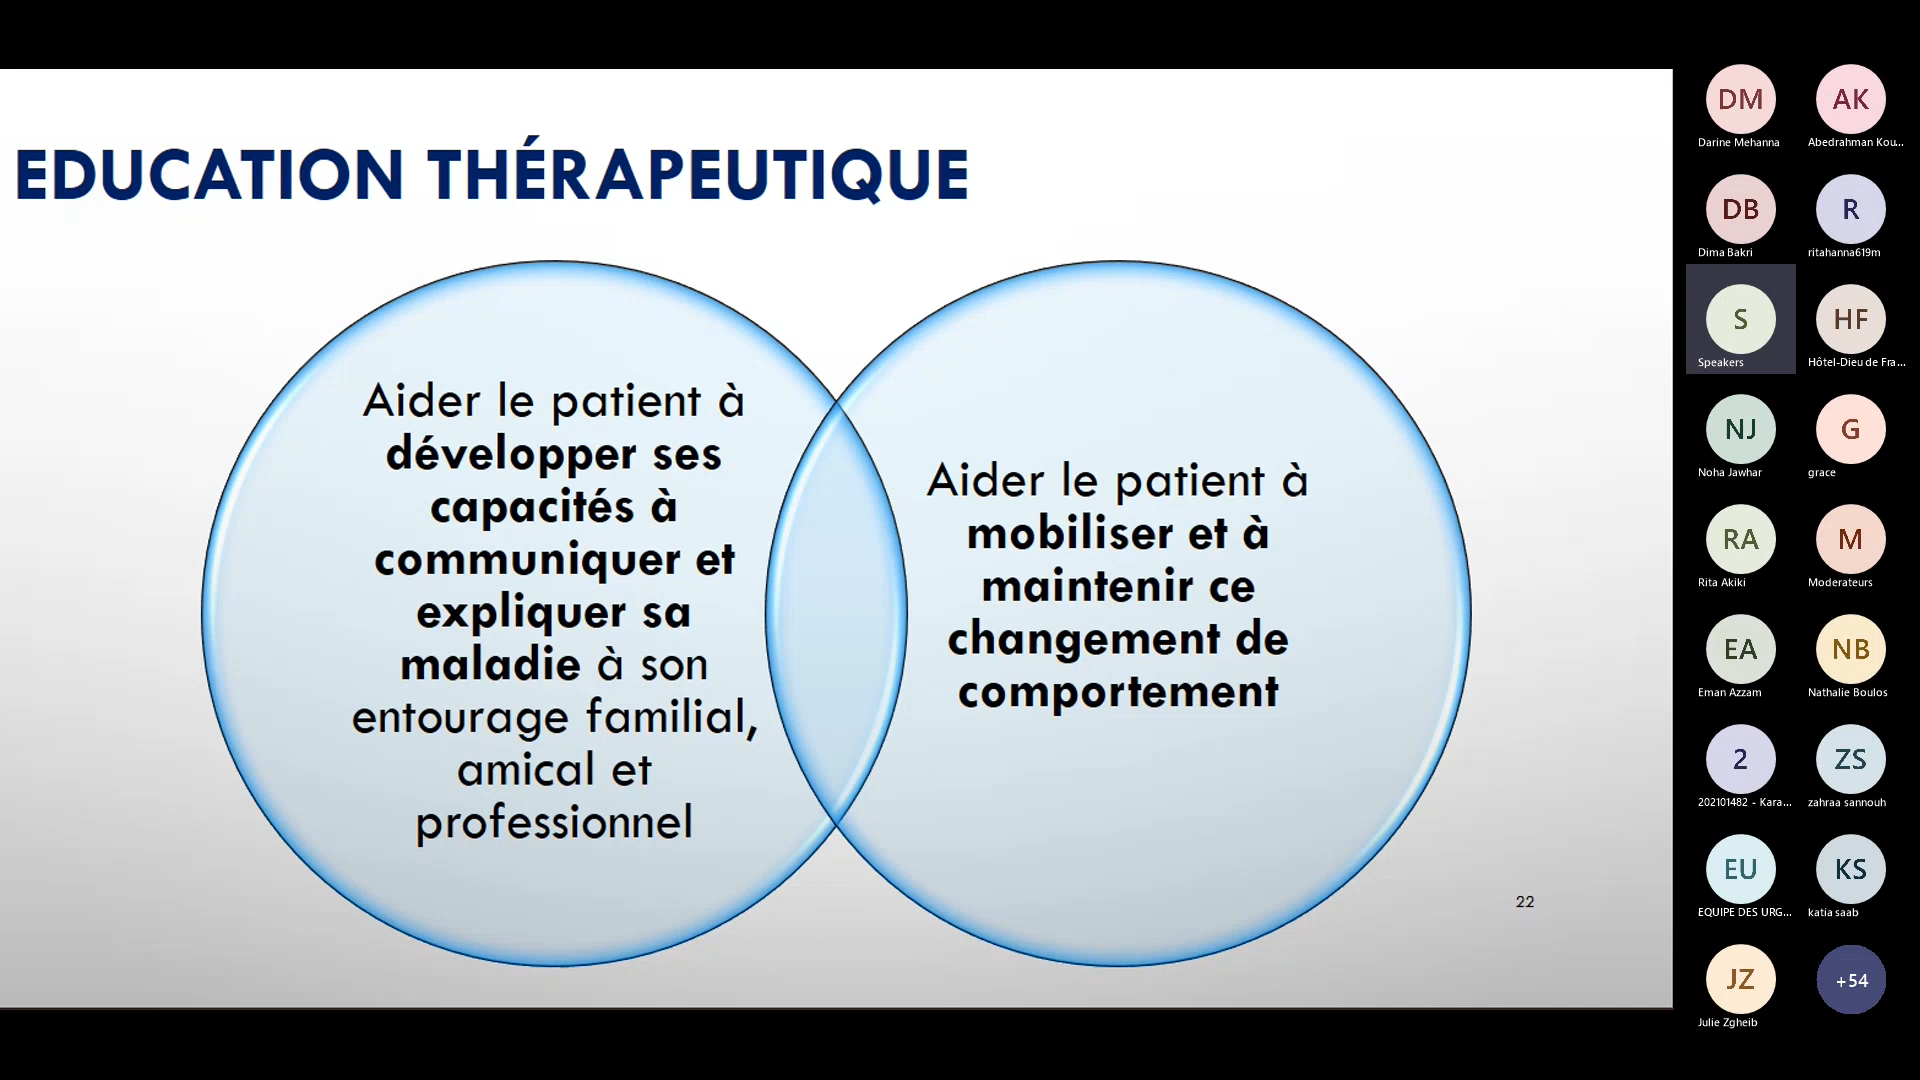 EDUCATION THÉRAPEUTIQUE
Aider le patient à
développer ses
capacités à
communiquer et
expliquer sa
maladie à son
entourage familial,
amical et
professionnel
Aider le patient à
mobiliser et à
maintenir ce
changement de
comportement
22
DM
Darine Mehanna
AK
Abedrahman Kou...
DB
Dima Bakri
R
ritahanna619m
S
Speakers
HF
Hôtel-Dieu de Fra...
NJ
Noha Jawhar
G
grace
RA
Rita Akiki
M
Moderateurs
EA
Eman Azzam
NB
Nathalie Boulos
2
202101482 - Kara...
ZS
zahraa sannouh
EU
EQUIPE DES URG...
KS
katia saab
JZ
Julie Zgheib
+54